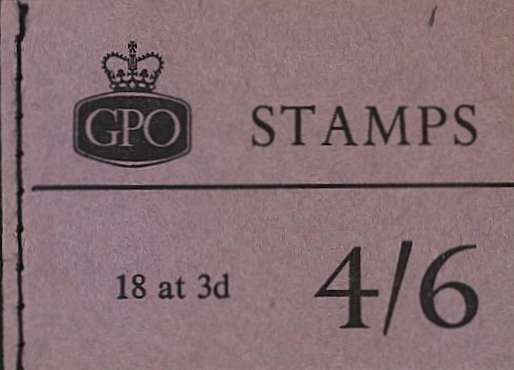 GPO STAMPS
18 at 3d 4/6